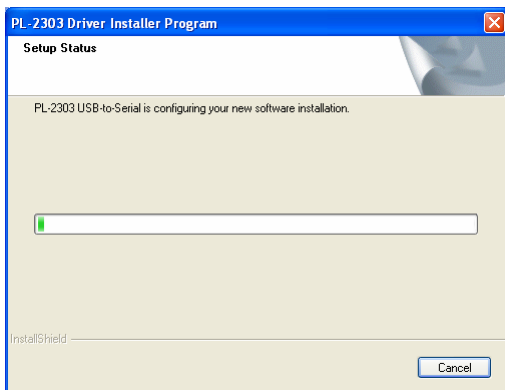 PL-2303 Driver Installer Program
Setup Status
PL-2303 USB-to-Serial is configuring your new software installation.
InstallShield
Cancel